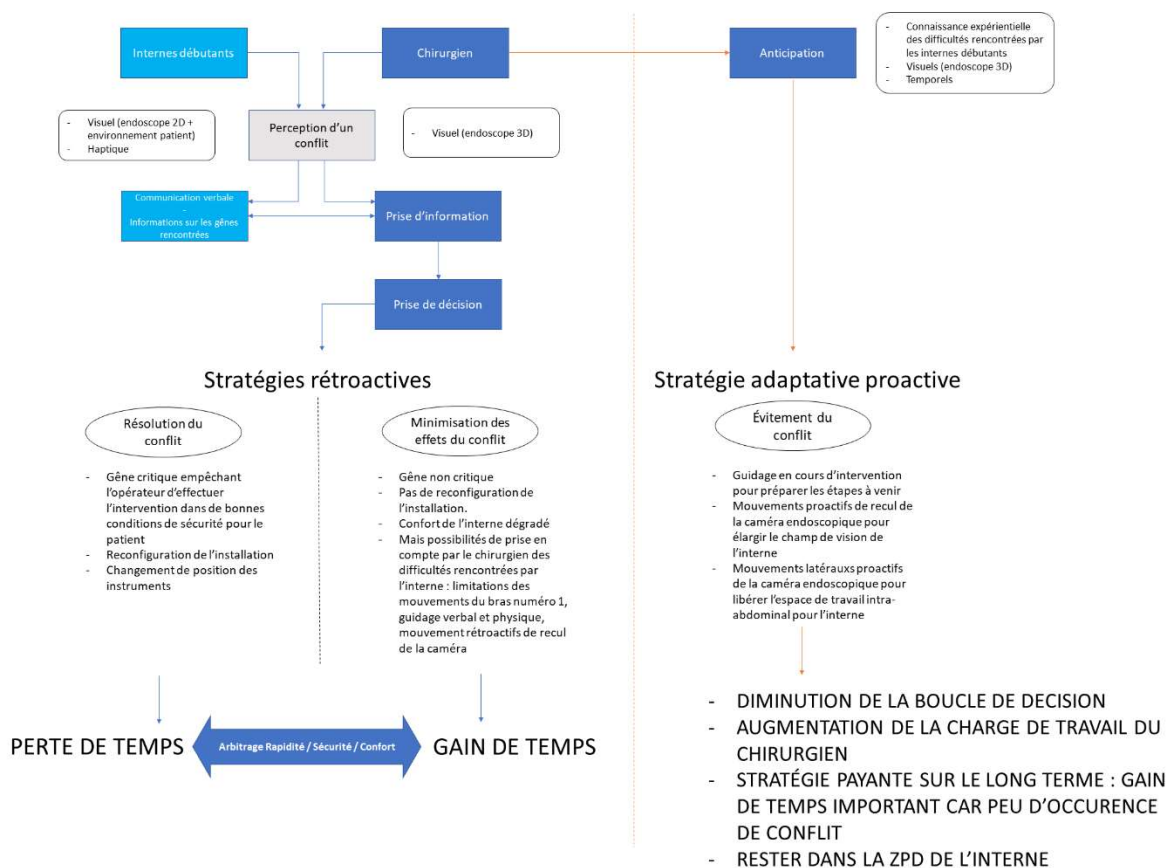 Internes débutants
Chirurgien
Anticipation
- Connaissance expérientielle
des difficultés rencontrées par
les internes débutants
- Visuels (endoscope 3D)
- Temporels
- Visuel (endoscope 2D +
environnement patient)
- Haptique
Perception d'un
conflit
- Visuel (endoscope 3D)
Communication verbale
-
Informations sur les gênes
rencontrées
Prise d'information
Prise de décision
Stratégies rétroactives
Résolution du
conflit
- Gêne critique empêchant
l'opérateur d'effectuer
l'intervention dans de bonnes
conditions de sécurité pour le
patient
- Reconfiguration de l'installation
- Changement de position des
instruments
Minimisation des
effets du conflit
- Gêne non critique
- Pas de reconfiguration de
l'installation.
- Confort de l'interne dégradé
- Mais possibilités de prise en
compte par le chirurgien des
difficultés rencontrées par
l'interne : limitations des
mouvements du bras numéro 1,
guidage verbal et physique,
mouvement rétroactifs de recul
de la caméra
PERTE DE TEMPS
Arbitrage Rapidité / Sécurité / Confort
GAIN DE TEMPS
Stratégie adaptative proactive
Évitement du
conflit
- Guidage en cours d'intervention
pour préparer les étapes à venir
- Mouvements proactifs de recul de
la caméra endoscopique pour
élargir le champ de vision de
l'interne
- Mouvements latéraux proactifs
de la caméra endoscopique pour
libérer l'espace de travail intra-
abdominal pour l'interne
- DIMINUTION DE LA BOUCLE DE DECISION
- AUGMENTATION DE LA CHARGE DE TRAVAIL DU
CHIRURGIEN
- STRATÉGIE PAYANTE SUR LE LONG TERME : GAIN
DE TEMPS IMPORTANT CAR PEU D'OCCURENCE
DE CONFLIT
- RESTER DANS LA ZPD DE L'INTERNE